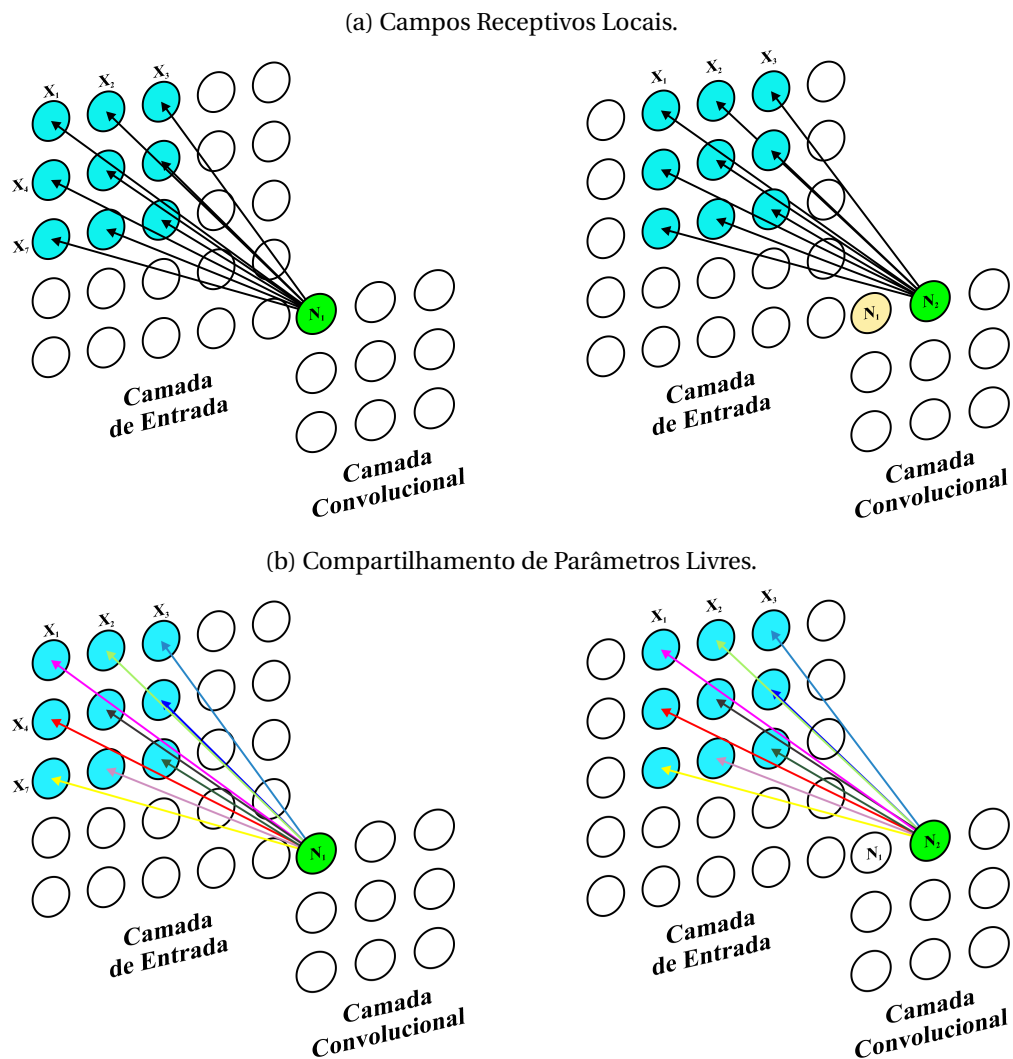 (a) Campos Receptivos Locais.
X₁ X₂ X₃
X₄
X₇
N₁
Camada
de Entrada
Camada
Convolucional
X₁ X₂ X₃
N₁ N₂
Camada
de Entrada
Camada
Convolucional
(b) Compartilhamento de Parâmetros Livres.
X₁ X₂ X₃
X₄
X₇
N₁
Camada
de Entrada
Camada
Convolucional
X₁ X₂ X₃
N₁ N₂
Camada
de Entrada
Camada
Convolucional